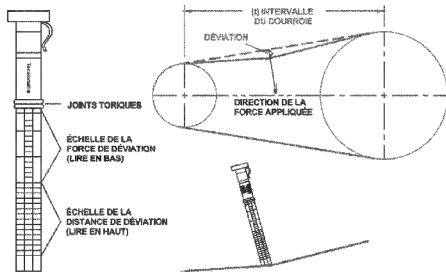 (t) INTERVALLE
DU COURROIE
DÉVIATION
JOINTS TORIQUES
DIRECTION DE LA
FORCE APPLIQUÉE
ÉCHELLE DE LA
FORCE DE DÉVIATION
(LIRE EN BAS)
ÉCHELLE DE LA
DISTANCE DE DÉVIATION
(LIRE EN HAUT)